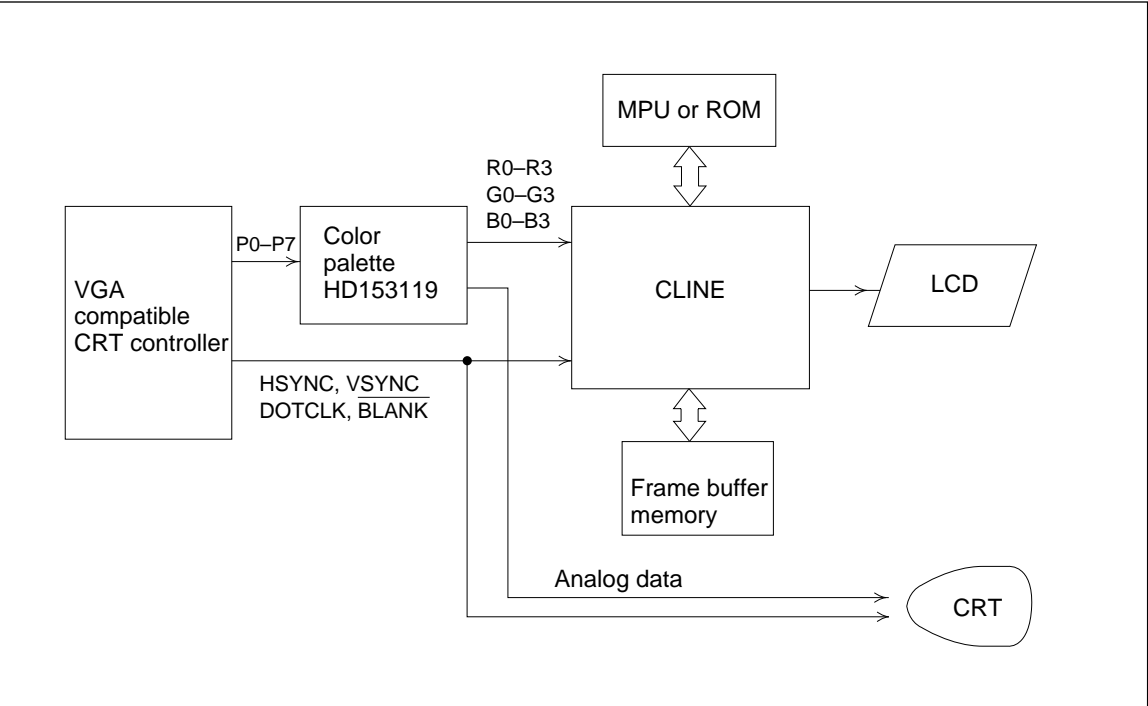 MPU or ROM
R0–R3
G0–G3
B0–B3
P0–P7
Color
palette
HD153119
VGA
compatible
CRT controller
CLINE
LCD
HSYNC, VSYNC
DOTCLK, BLANK
Frame buffer
memory
Analog data
CRT